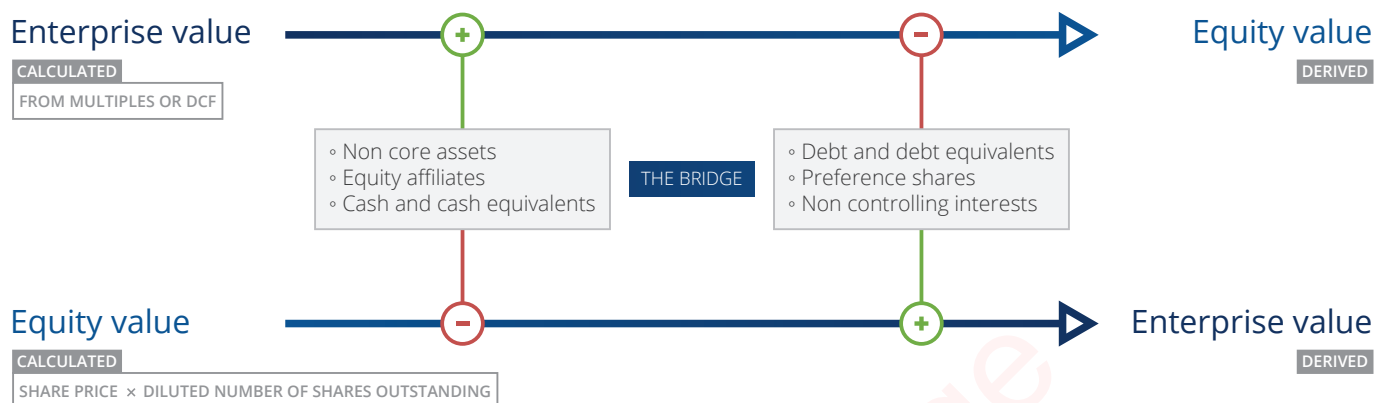 Enterprise value
CALCULATED
FROM MULTIPLES OR DCF
+
−
Equity value
DERIVED
◦ Non core assets
◦ Equity affiliates
◦ Cash and cash equivalents
THE BRIDGE
◦ Debt and debt equivalents
◦ Preference shares
◦ Non controlling interests
Equity value
CALCULATED
SHARE PRICE × DILUTED NUMBER OF SHARES OUTSTANDING
−
+
Enterprise value
DERIVED